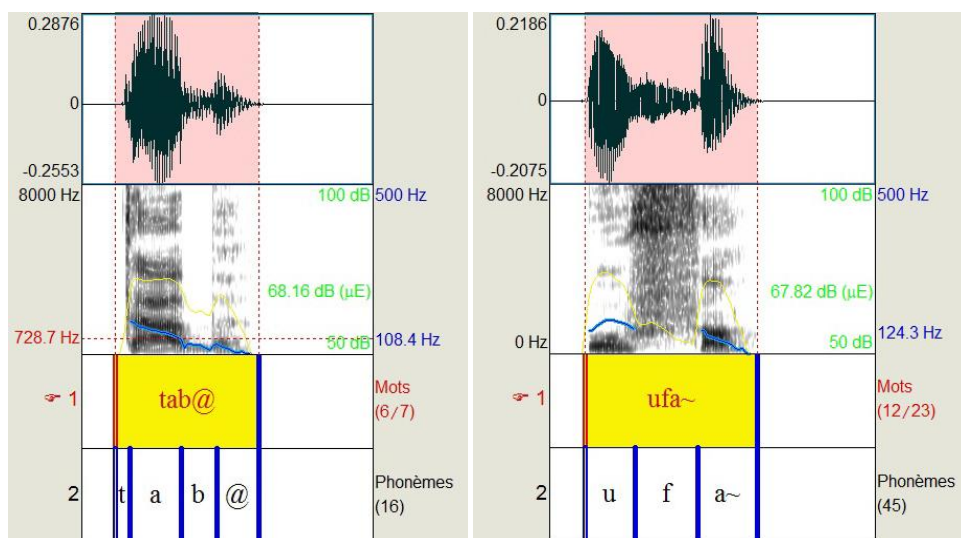 0.2876
0
-0.2553
8000 Hz
100 dB
500 Hz
68.16 dB (µE)
728.7 Hz
50 dB
108.4 Hz
☞ 1
tab@
Mots
(6/7)
2
t
a
b
@
Phonèmes
(16)
0.2186
0
-0.2075
8000 Hz
100 dB
500 Hz
67.82 dB (µE)
124.3 Hz
0 Hz
50 dB
☞ 1
ufa~
Mots
(12/23)
2
u
f
a~
Phonèmes
(45)